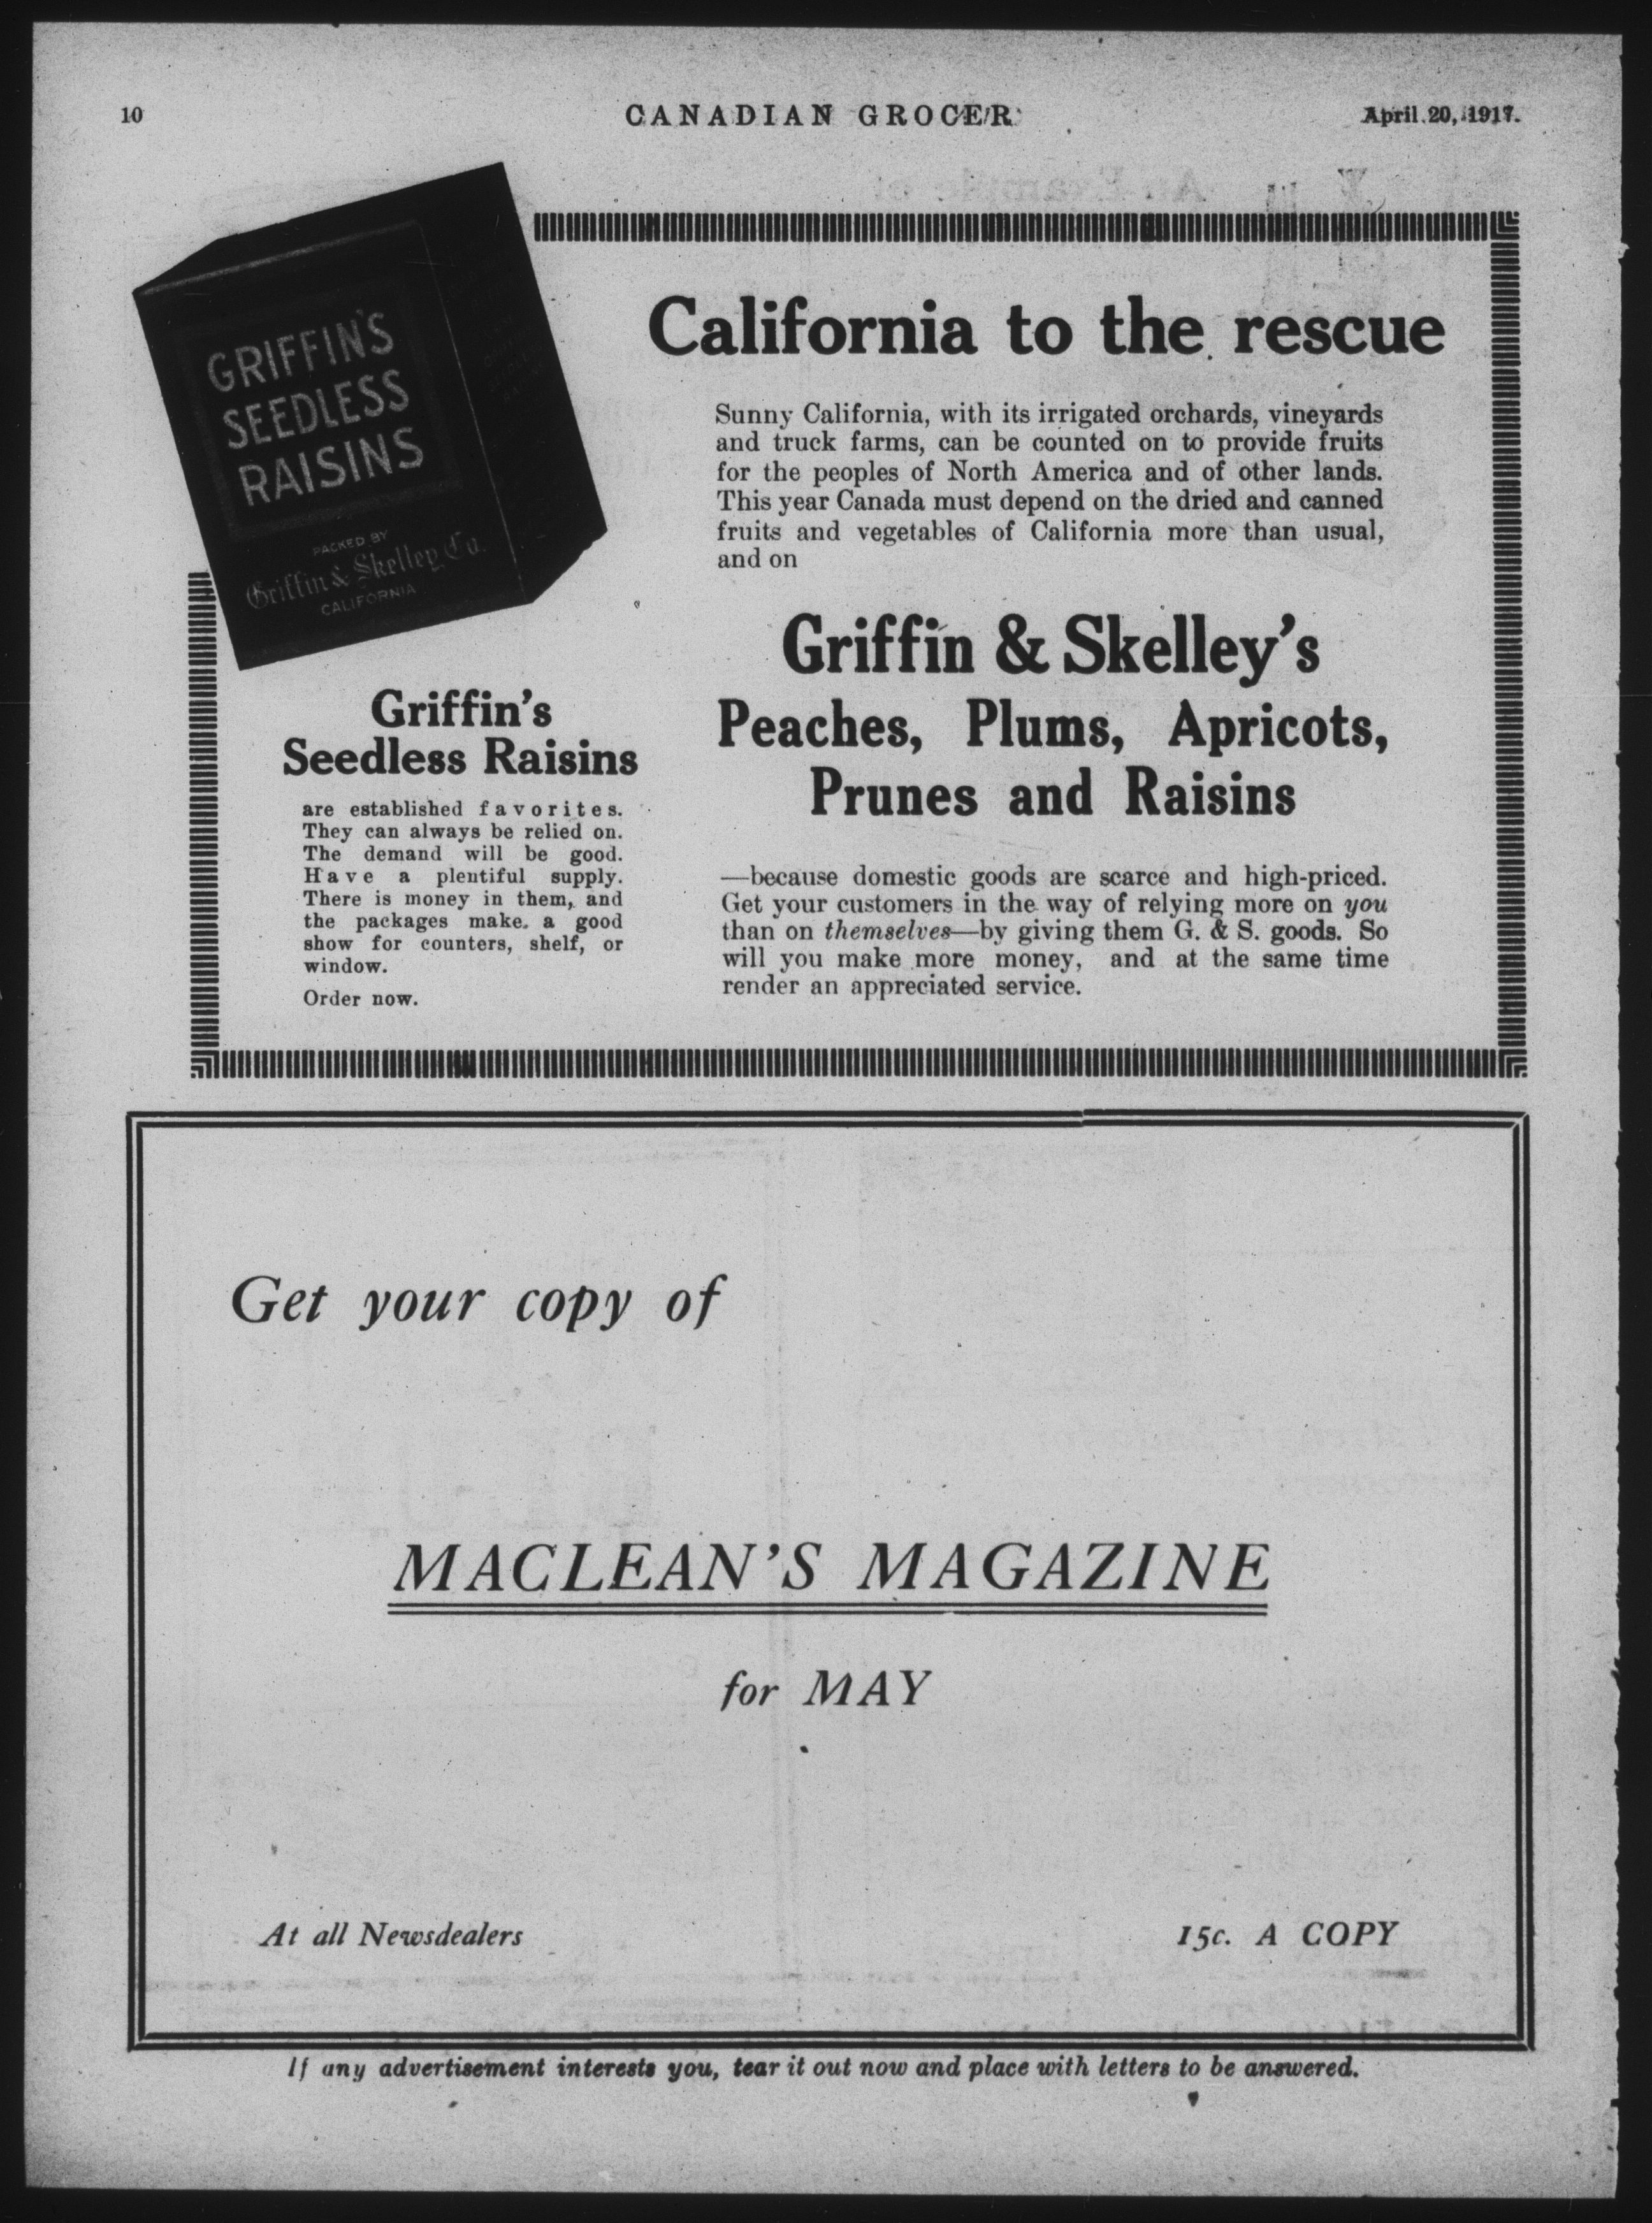 10
CANADIAN GROCER
April 20, 1917.
GRIFFIN'S
SEEDLESS
RAISINS
PACKED BY
Griffin & Skelley Co.
CALIFORNIA
California to the rescue
Sunny California, with its irrigated orchards, vineyards
and truck farms, can be counted on to provide fruits
for the peoples of North America and of other lands.
This year Canada must depend on the dried and canned
fruits and vegetables of California more than usual,
and on
Griffin & Skelley's
Peaches, Plums, Apricots,
Prunes and Raisins
—because domestic goods are scarce and high-priced.
Get your customers in the way of relying more on you
than on themselves—by giving them G. & S. goods. So
will you make more money, and at the same time
render an appreciated service.
Griffin's
Seedless Raisins
are established favorites.
They can always be relied on.
The demand will be good.
Have a plentiful supply.
There is money in them, and
the packages make a good
show for counters, shelf, or
window.
Order now.
Get your copy of
MACLEAN'S MAGAZINE
for MAY
At all Newsdealers
15c. A COPY
If any advertisement interests you, tear it out now and place with letters to be answered.